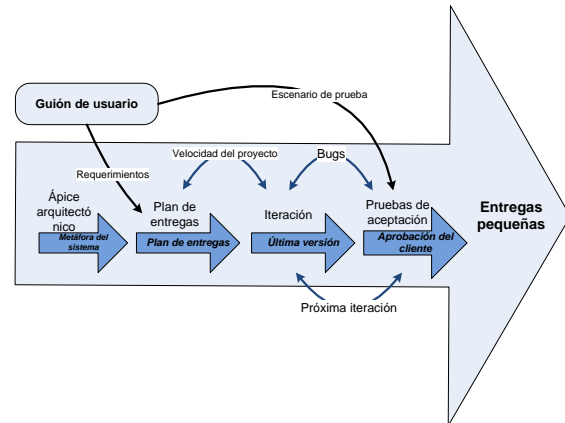 Guión de usuario
Escenario de prueba
Requerimientos
Velocidad del proyecto
Bugs
Ápice
arquitectó
nico
Metáfora del
sistema
Plan de
entregas
Plan de entregas
Iteración
Última versión
Pruebas de
aceptación
Aprobación del
cliente
Próxima iteración
Entregas
pequeñas